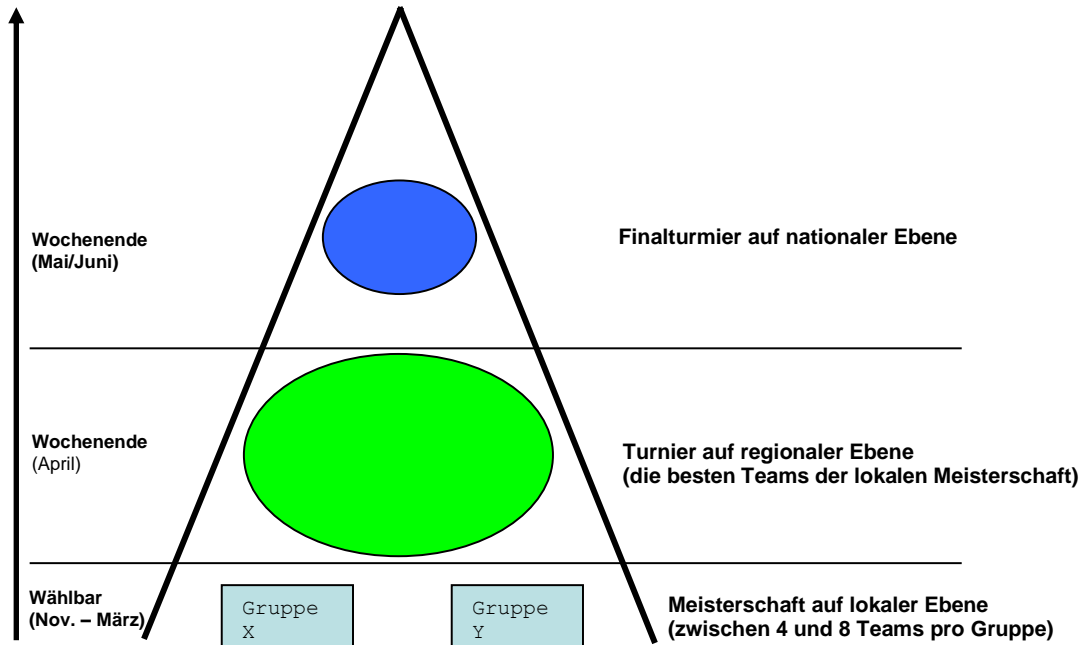 Wochenende
(Mai/Juni)
Finalturmier auf nationaler Ebene
Wochenende
(April)
Turnier auf regionaler Ebene
(die besten Teams der lokalen Meisterschaft)
Wählbar
(Nov. – März)
Gruppe
X
Gruppe
Y
Meisterschaft auf lokaler Ebene
(zwischen 4 und 8 Teams pro Gruppe)